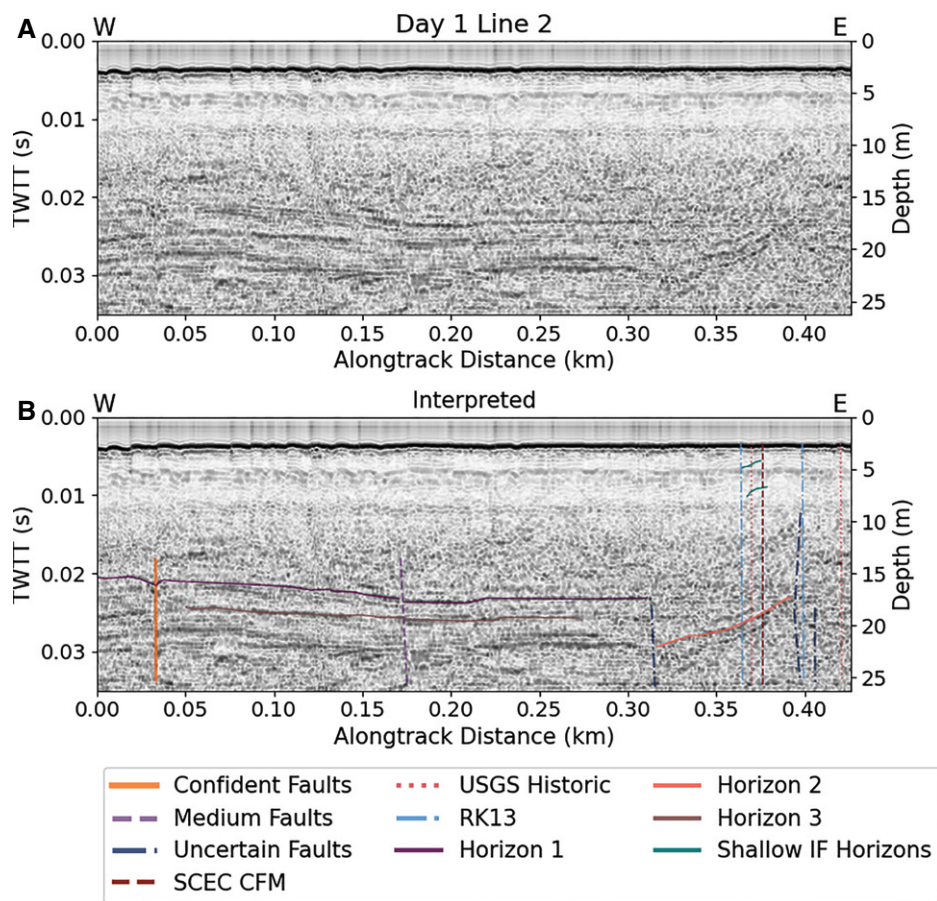 A
W
Day 1 Line 2
E
0.00
0.01
0.02
0.03
TWTT (s)
0
5
10
15
20
25
Depth (m)
0.00 0.05 0.10 0.15 0.20 0.25 0.30 0.35 0.40
Alongtrack Distance (km)
B
W
Interpreted
E
0.00
0.01
0.02
0.03
TWTT (s)
0
5
10
15
20
25
Depth (m)
0.00 0.05 0.10 0.15 0.20 0.25 0.30 0.35 0.40
Alongtrack Distance (km)
Confident Faults
Medium Faults
Uncertain Faults
SCEC CFM
USGS Historic
RK13
Horizon 1
Horizon 2
Horizon 3
Shallow IF Horizons